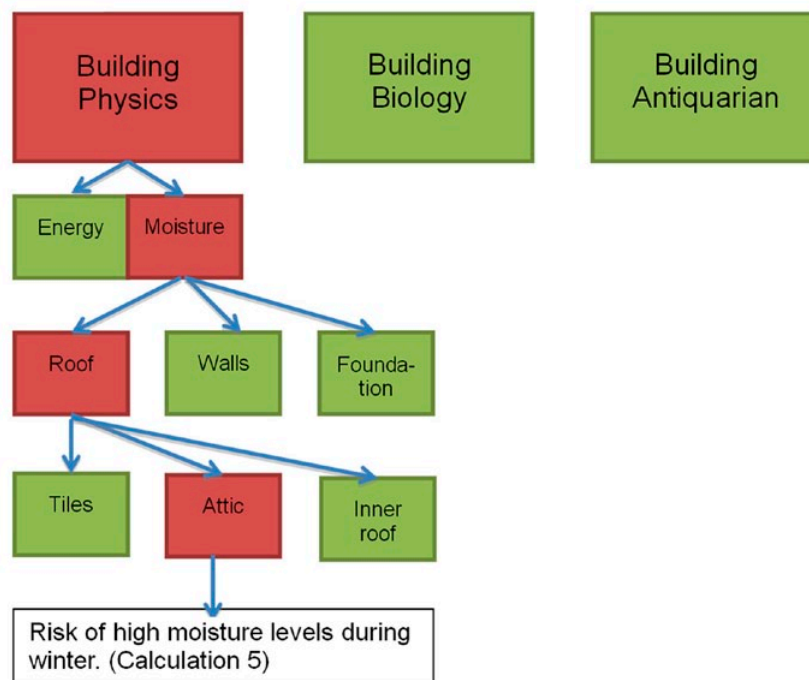 Building
Physics
Building
Biology
Building
Antiquarian
Energy
Moisture
Roof
Walls
Founda-
tion
Tiles
Attic
Inner
roof
Risk of high moisture levels during
winter. (Calculation 5)